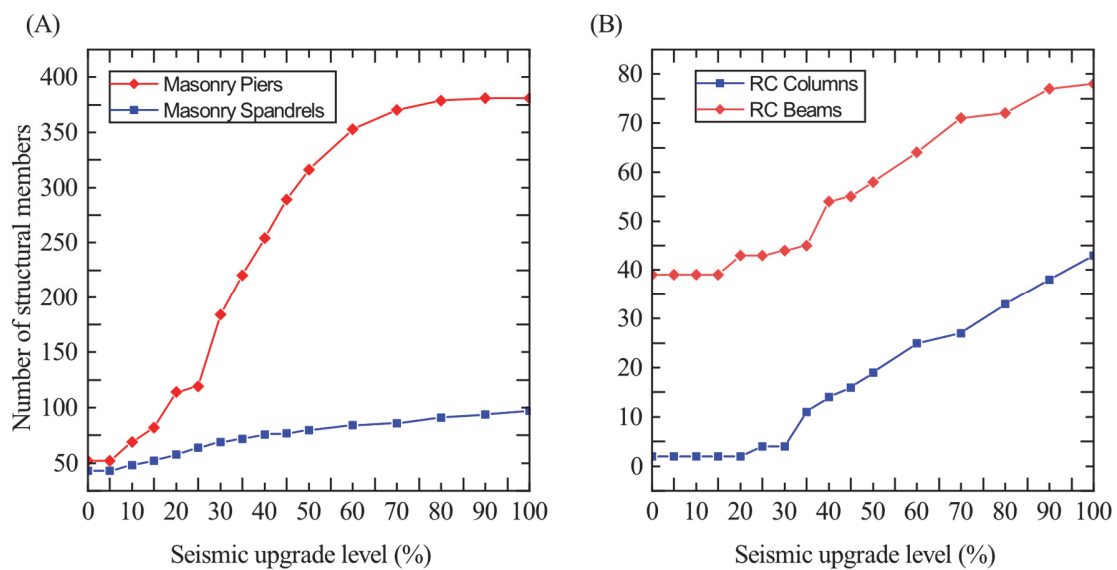 (A)
400
350
300
250
200
150
100
50
Number of structural members
Masonry Piers
Masonry Spandrels
0 10 20 30 40 50 60 70 80 90 100
Seismic upgrade level (%)
(B)
80
70
60
50
40
30
20
10
0
RC Columns
RC Beams
0 10 20 30 40 50 60 70 80 90 100
Seismic upgrade level (%)